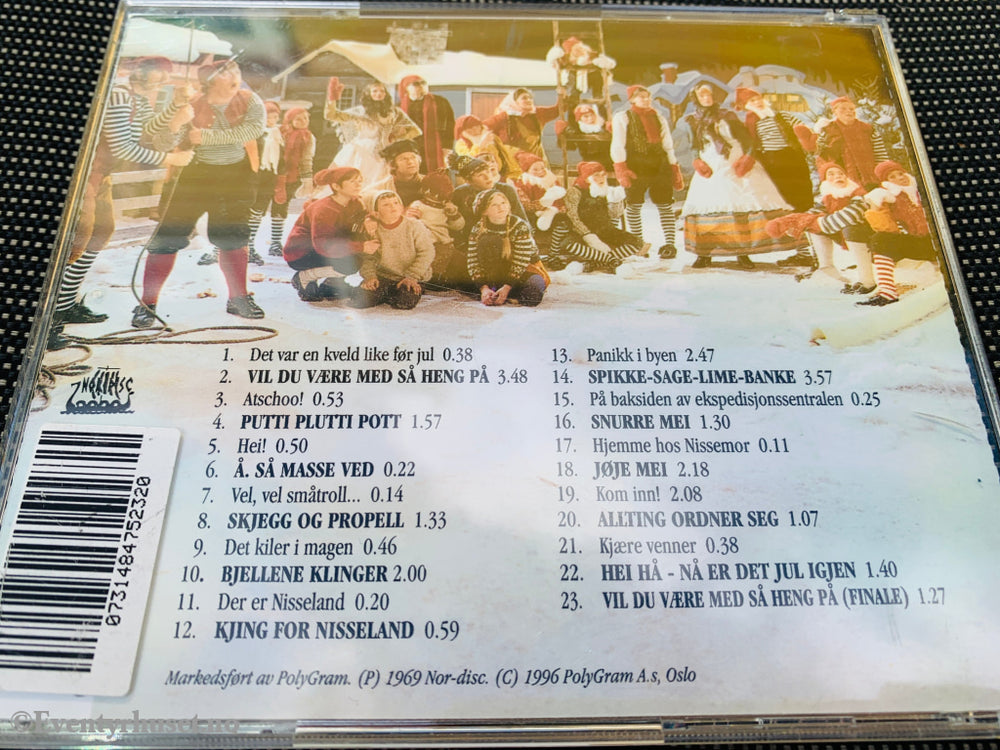 1. Det var en kveld like før jul 0.38
2. VIL DU VÆRE MED SÅ HENG PÅ 3.48
3. Atschoo! 0.53
4. PUTTI PLUTTI POTT 1.57
5. Hei! 0.50
6. Å. SÅ MASSE VED 0.22
7. Vel, vel småtroll... 0.14
8. SKJEGG OG PROPELL 1.33
9. Det kiler i magen 0.46
10. BJELLENE KLINGER 2.00
11. Der er Nisseland 0.20
12. KJING FOR NISSELAND 0.59
13. Panikk i byen 2.47
14. SPIKKE-SAGE-LIME-BANKE 3.57
15. På baksiden av ekspedisjonssentralen 0.25
16. SNURRE MEI 1.30
17. Hjemme hos Nissemor 0.11
18. JØJE MEI 2.18
19. Kom inn! 2.08
20. ALLTING ORDNER SEG 1.07
21. Kjære venner 0.38
22. HEI HÅ - NÅ ER DET JUL IGJEN 1.40
23. VIL DU VÆRE MED SÅ HENG PÅ (FINALE) 1.27
NORDISC
0731484752320
Markedsført av PolyGram. (P) 1969 Nor-disc. (C) 1996 PolyGram A.s, Oslo
©Eventyrhuset.no